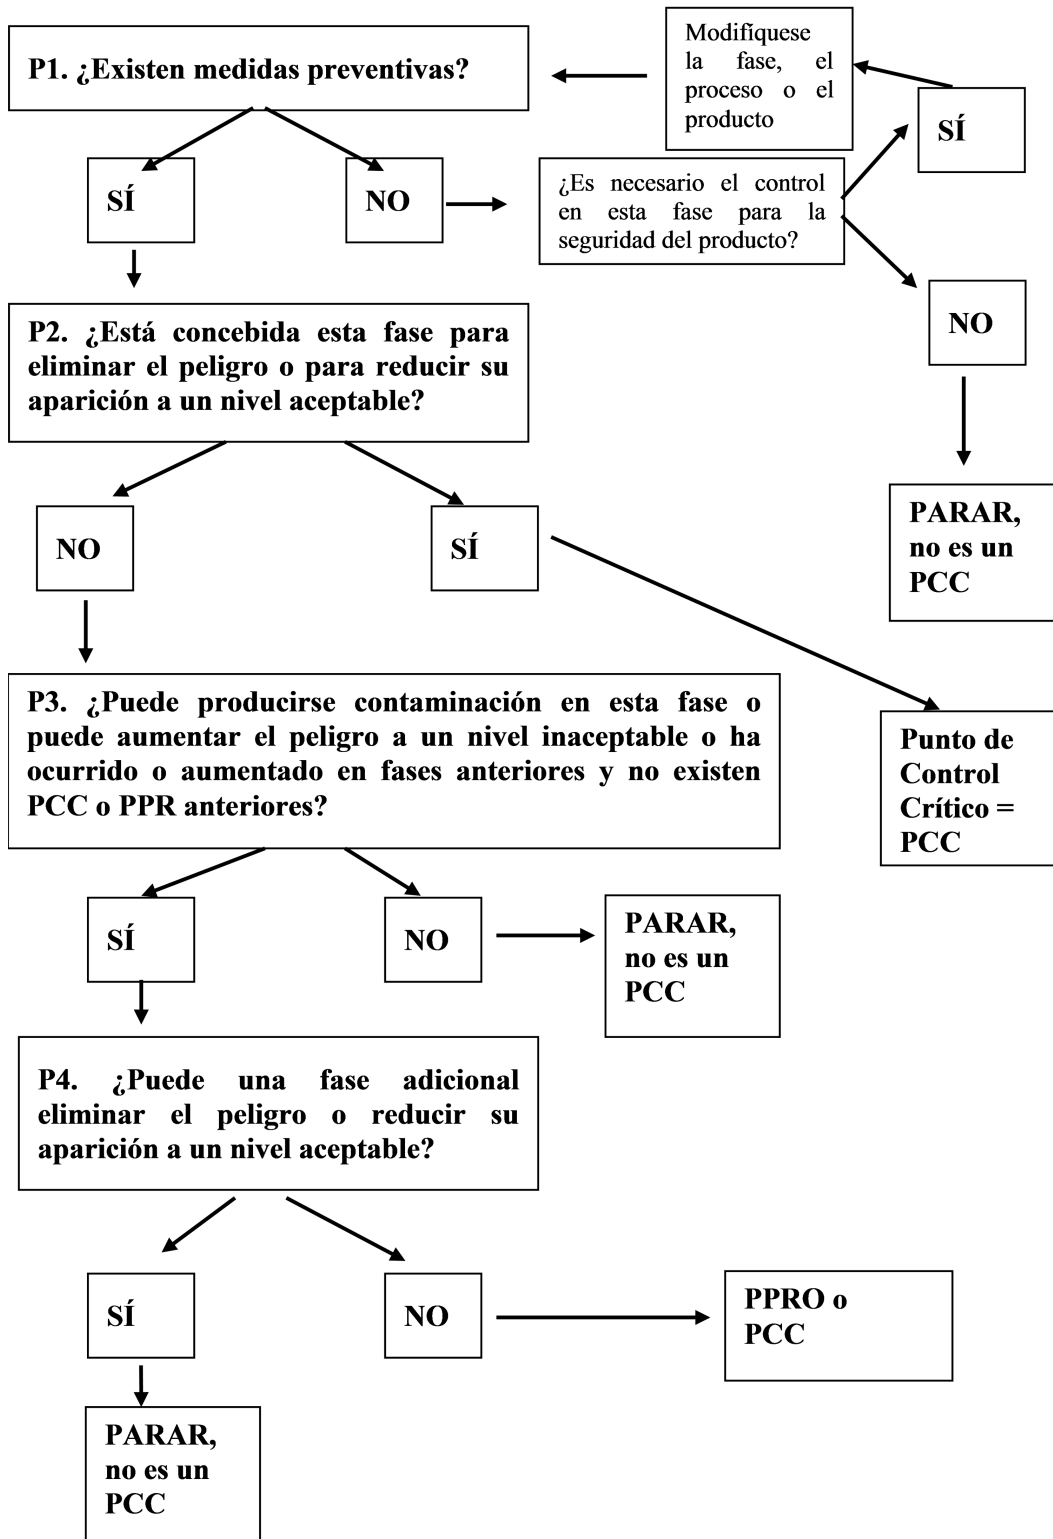 P1. ¿Existen medidas preventivas?
Modifíquese
la fase, el
proceso o el
producto
SÍ
SÍ
NO
¿Es necesario el control
en esta fase para la
seguridad del producto?
NO
P2. ¿Está concebida esta fase para
eliminar el peligro o para reducir su
aparición a un nivel aceptable?
NO
SÍ
PARAR,
no es un
PCC
P3. ¿Puede producirse contaminación en esta fase o
puede aumentar el peligro a un nivel inaceptable o ha
ocurrido o aumentado en fases anteriores y no existen
PCC o PPR anteriores?
Punto de
Control
Crítico =
PCC
SÍ
NO
PARAR,
no es un
PCC
P4. ¿Puede una fase adicional
eliminar el peligro o reducir su
aparición a un nivel aceptable?
SÍ
NO
PPRO o
PCC
PARAR,
no es un
PCC